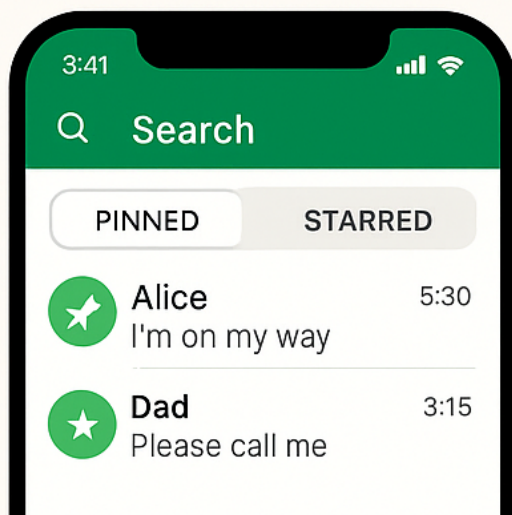 3:41
Search
PINNED STARRED
Alice 5:30
I'm on my way
Dad 3:15
Please call me